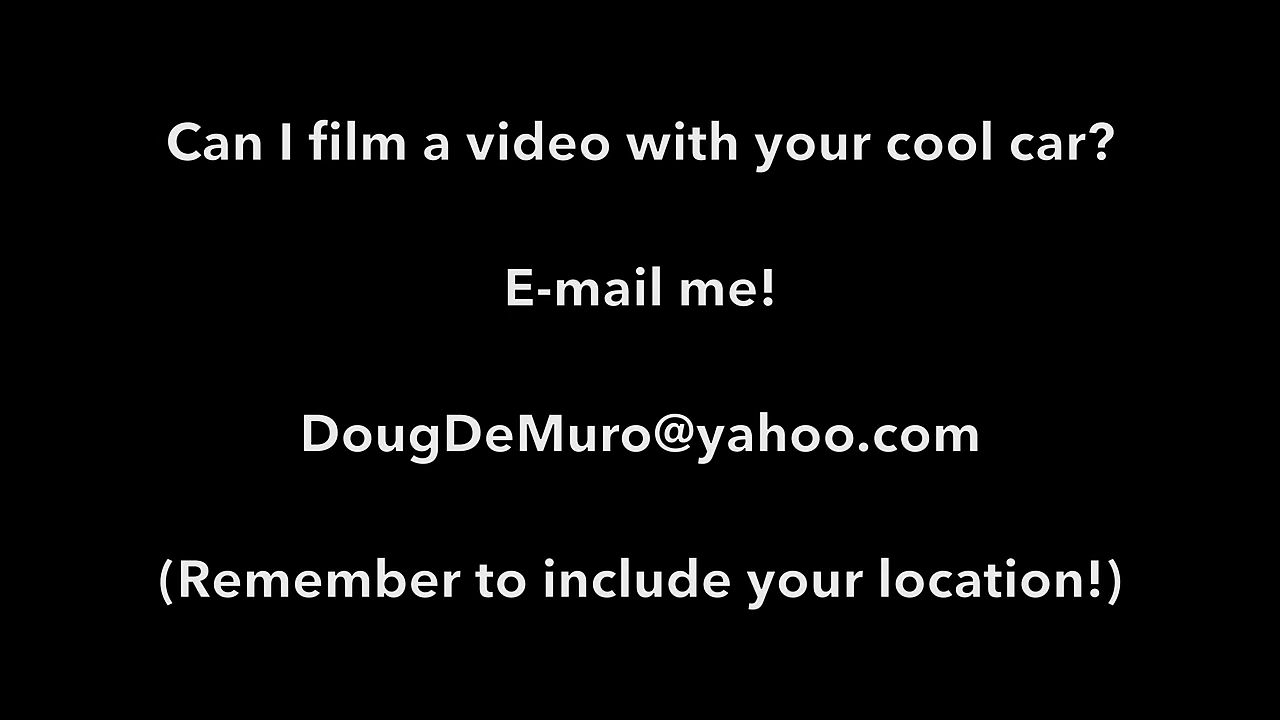 Can I film a video with your cool car?
E-mail me!
DougDeMuro@yahoo.com
(Remember to include your location!)